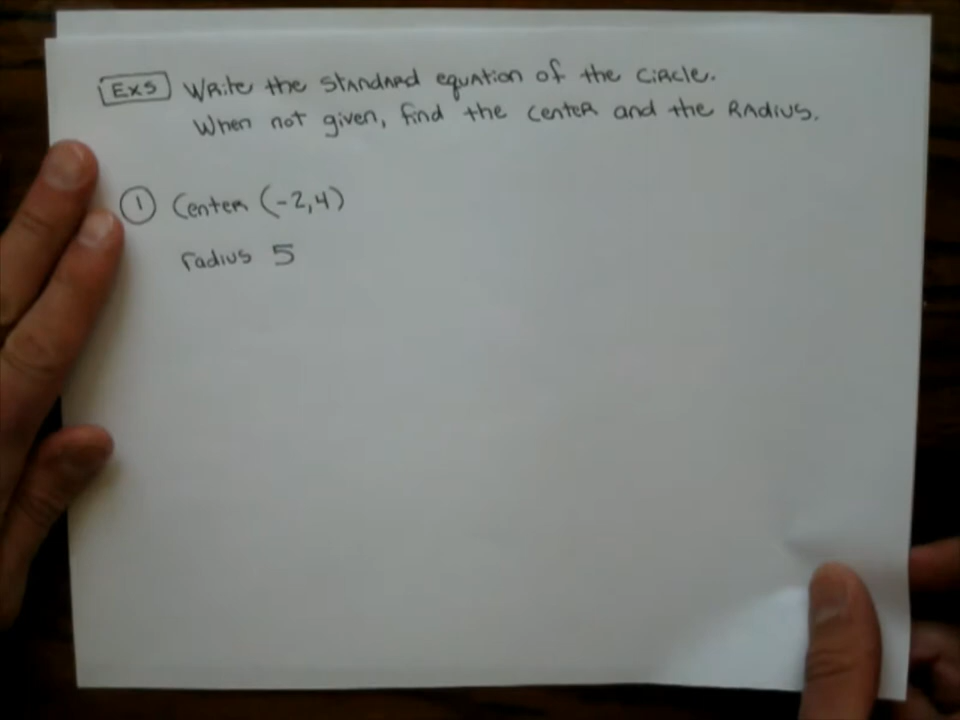 Ex5 Write the standard equation of the circle.
When not given, find the center and the radius.
① Center (-2,4)
radius 5